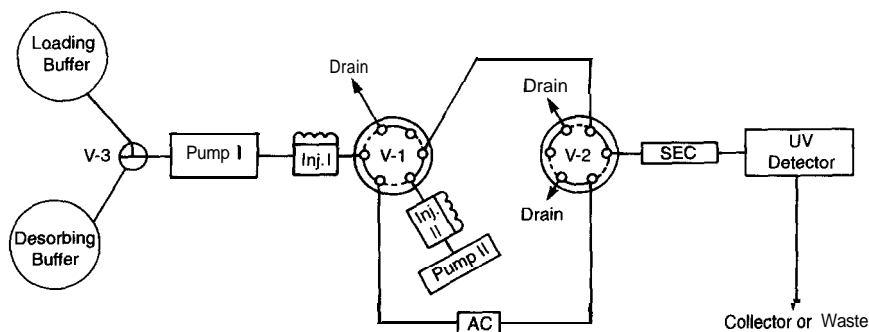 Loading
Buffer
Drain
Drain
V-3
Pump I
Inj.I
V-1
V-2
SEC
UV
Detector
Inj.
II
Drain
Desorbing
Buffer
Pump II
AC
Collector or Waste